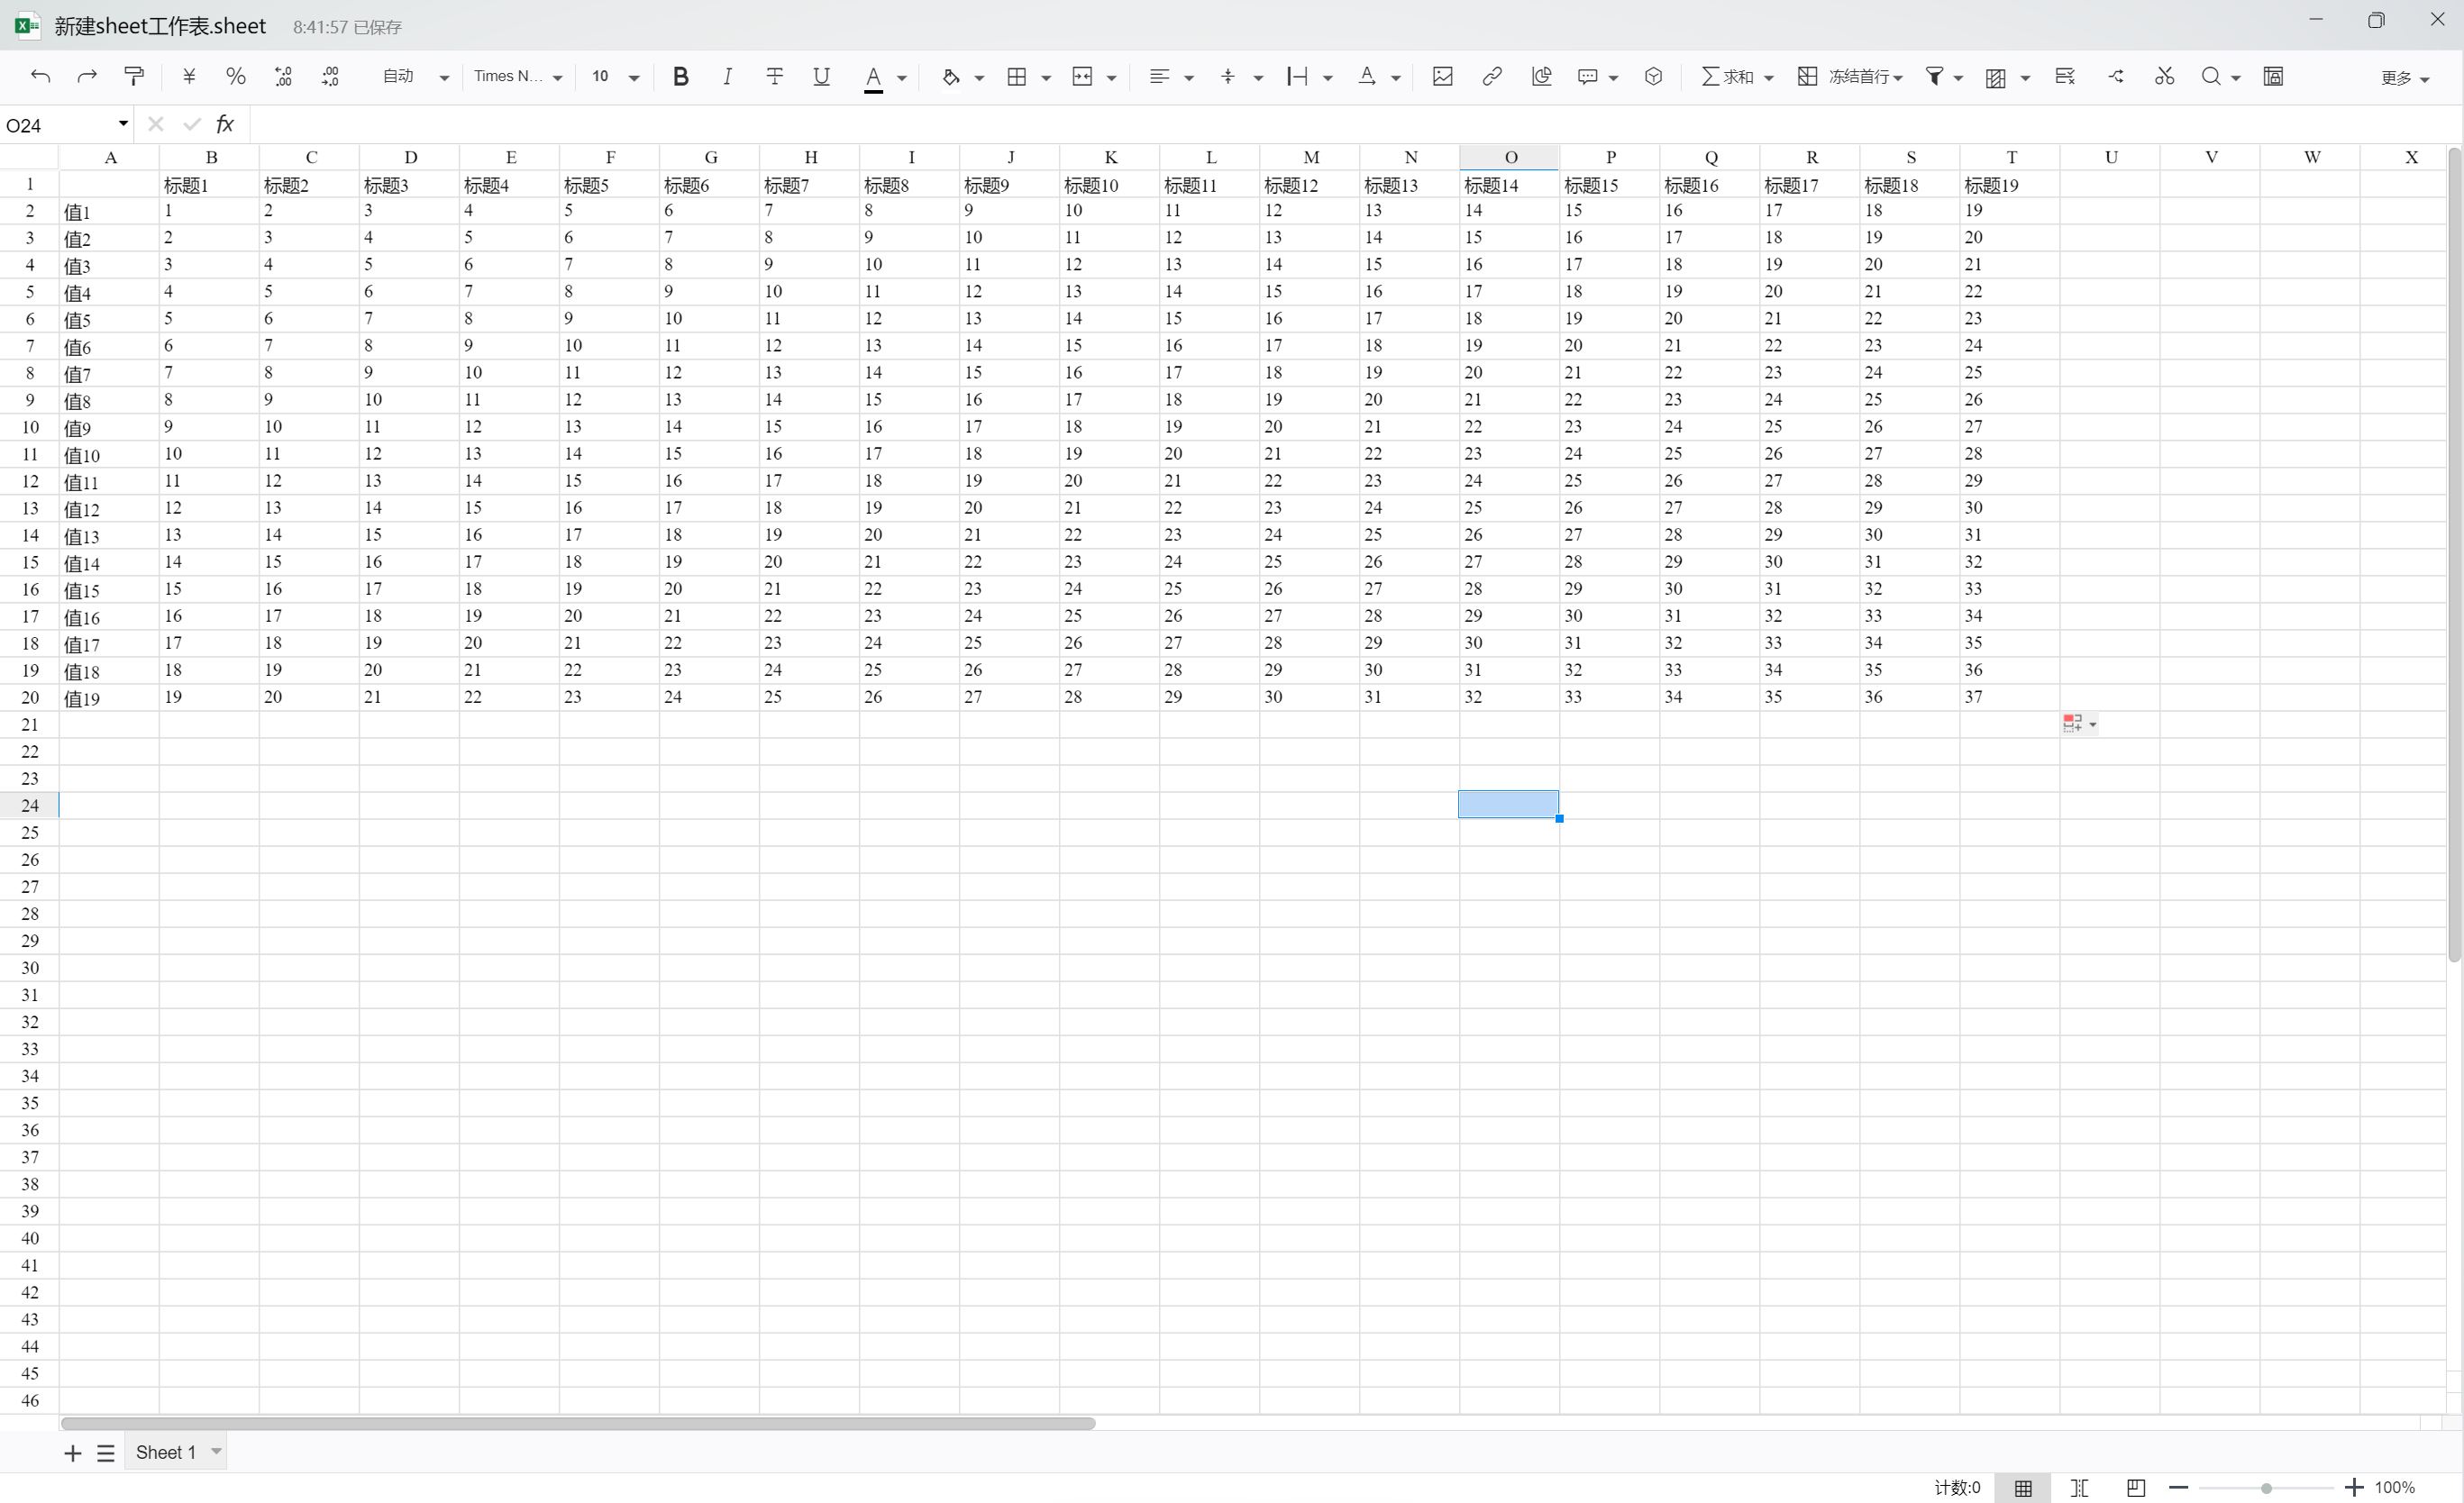 新建sheet工作表.sheet 8:41:57 已保存
¥ % .00 .00 自动 Times N... 10 B I T U A A 求和 冻结首行 更多
O24 fx
A B C D E F G H I J K L M N O P Q R S T U V W X
1 标题1 标题2 标题3 标题4 标题5 标题6 标题7 标题8 标题9 标题10 标题11 标题12 标题13 标题14 标题15 标题16 标题17 标题18 标题19
2 值1 1 2 3 4 5 6 7 8 9 10 11 12 13 14 15 16 17 18 19
3 值2 2 3 4 5 6 7 8 9 10 11 12 13 14 15 16 17 18 19 20
4 值3 3 4 5 6 7 8 9 10 11 12 13 14 15 16 17 18 19 20 21
5 值4 4 5 6 7 8 9 10 11 12 13 14 15 16 17 18 19 20 21 22
6 值5 5 6 7 8 9 10 11 12 13 14 15 16 17 18 19 20 21 22 23
7 值6 6 7 8 9 10 11 12 13 14 15 16 17 18 19 20 21 22 23 24
8 值7 7 8 9 10 11 12 13 14 15 16 17 18 19 20 21 22 23 24 25
9 值8 8 9 10 11 12 13 14 15 16 17 18 19 20 21 22 23 24 25 26
10 值9 9 10 11 12 13 14 15 16 17 18 19 20 21 22 23 24 25 26 27
11 值10 10 11 12 13 14 15 16 17 18 19 20 21 22 23 24 25 26 27 28
12 值11 11 12 13 14 15 16 17 18 19 20 21 22 23 24 25 26 27 28 29
13 值12 12 13 14 15 16 17 18 19 20 21 22 23 24 25 26 27 28 29 30
14 值13 13 14 15 16 17 18 19 20 21 22 23 24 25 26 27 28 29 30 31
15 值14 14 15 16 17 18 19 20 21 22 23 24 25 26 27 28 29 30 31 32
16 值15 15 16 17 18 19 20 21 22 23 24 25 26 27 28 29 30 31 32 33
17 值16 16 17 18 19 20 21 22 23 24 25 26 27 28 29 30 31 32 33 34
18 值17 17 18 19 20 21 22 23 24 25 26 27 28 29 30 31 32 33 34 35
19 值18 18 19 20 21 22 23 24 25 26 27 28 29 30 31 32 33 34 35 36
20 值19 19 20 21 22 23 24 25 26 27 28 29 30 31 32 33 34 35 36 37
21
22
23
24
25
26
27
28
29
30
31
32
33
34
35
36
37
38
39
40
41
42
43
44
45
46
Sheet 1
计数:0 100%